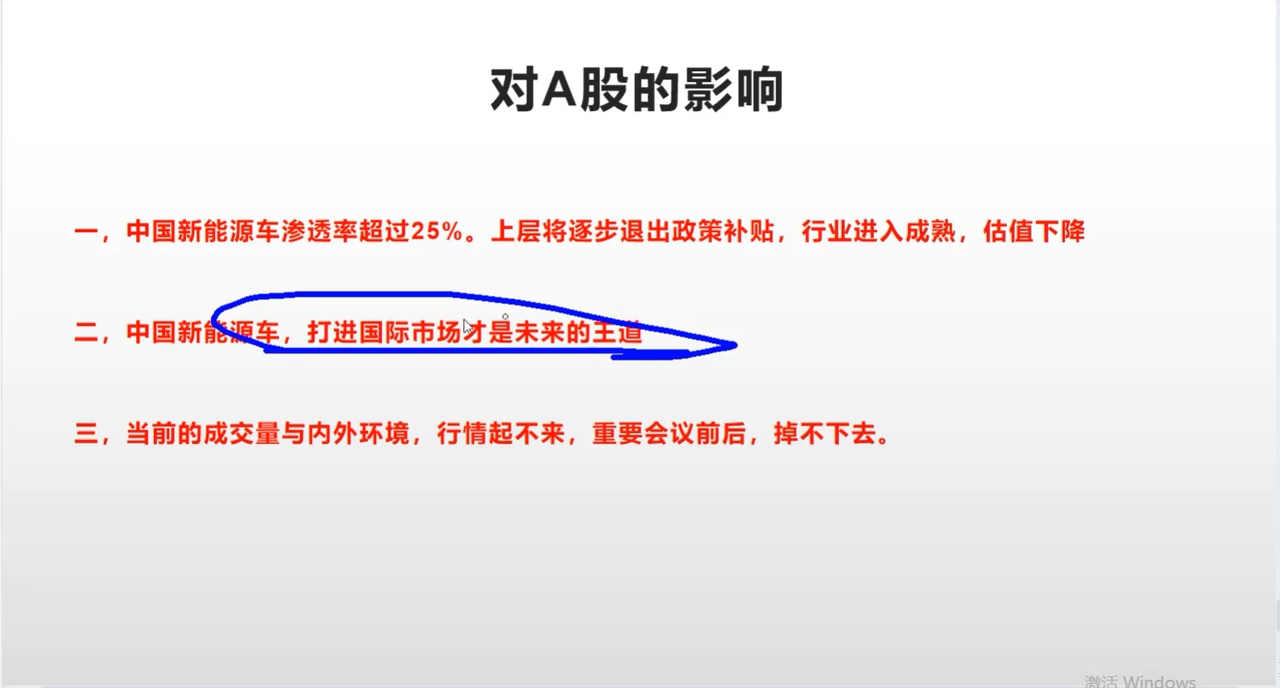 对A股的影响
一，中国新能源车渗透率超过25%。上层将逐步退出政策补贴，行业进入成熟，估值下降
二，中国新能源车，打进国际市场才是未来的王道
三，当前的成交量与内外环境，行情起不来，重要会议前后，掉不下去。
激活 Windows